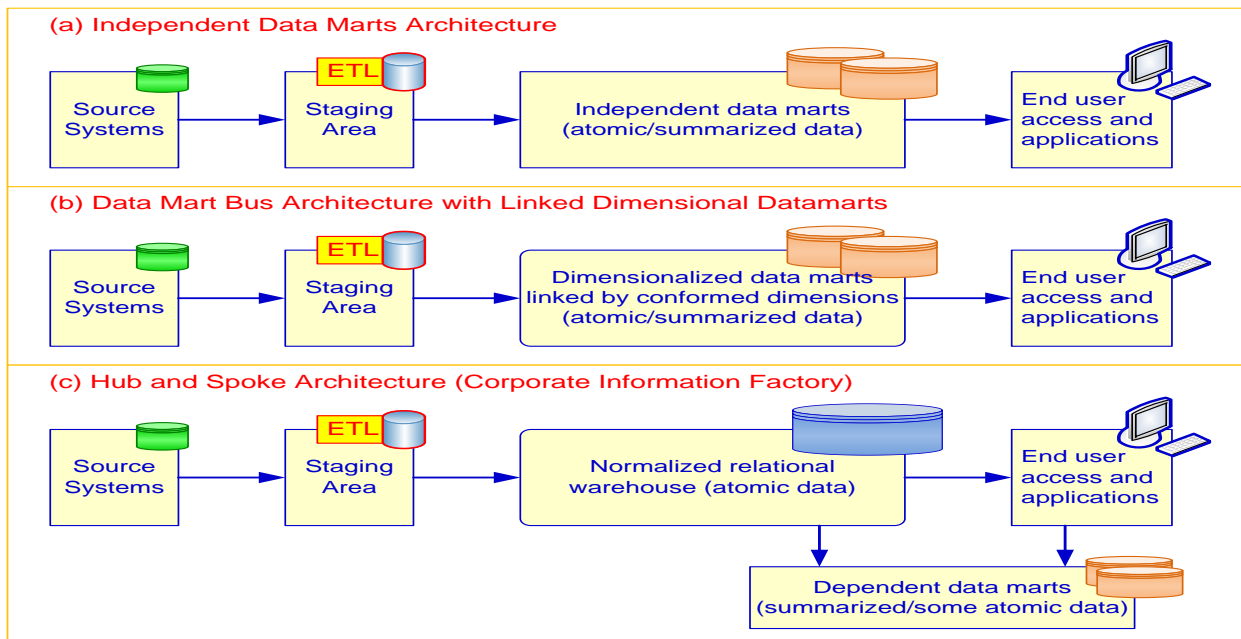 (a) Independent Data Marts Architecture
ETL
Source
Systems
Staging
Area
Independent data marts
(atomic/summarized data)
End user
access and
applications
(b) Data Mart Bus Architecture with Linked Dimensional Datamarts
ETL
Source
Systems
Staging
Area
Dimensionalized data marts
linked by conformed dimensions
(atomic/summarized data)
End user
access and
applications
(c) Hub and Spoke Architecture (Corporate Information Factory)
ETL
Source
Systems
Staging
Area
Normalized relational
warehouse (atomic data)
End user
access and
applications
Dependent data marts
(summarized/some atomic data)